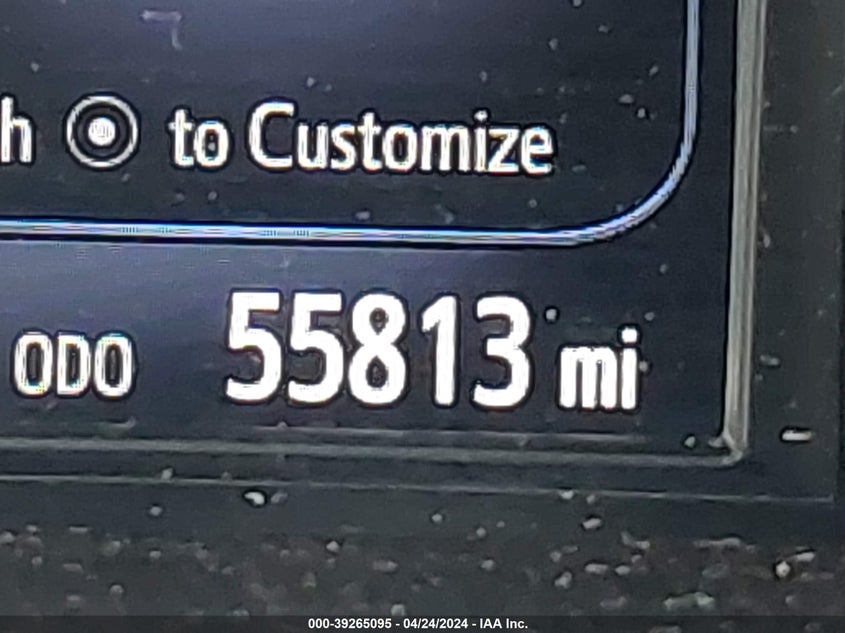 h to Customize
ODO 55813 mi
000-39265095 - 04/24/2024 - IAA Inc.